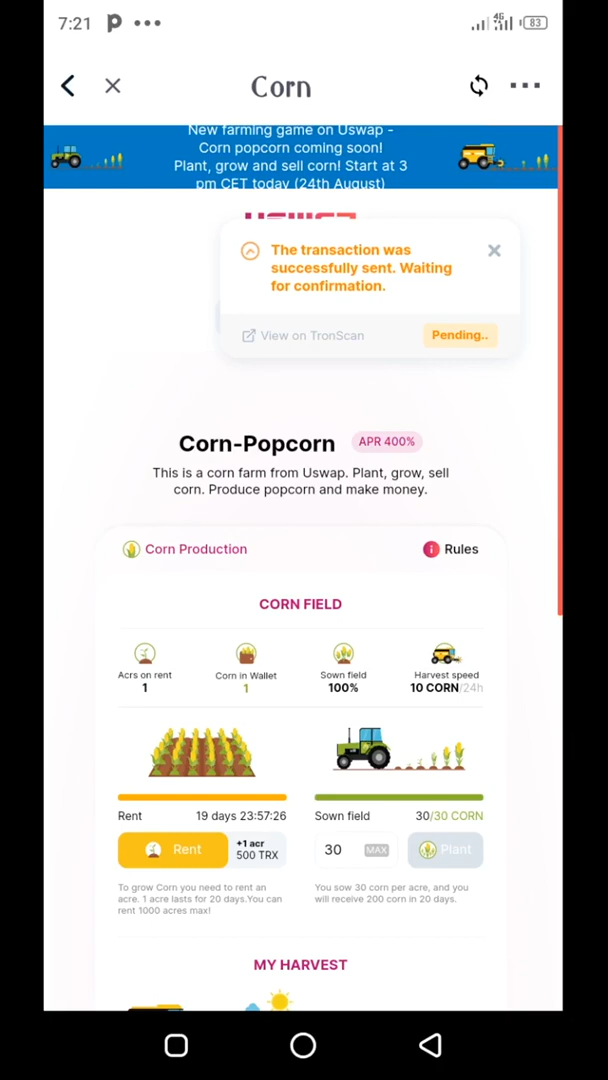 7:21
4G
83
Corn
New farming game on Uswap -
Corn popcorn coming soon!
Plant, grow and sell corn! Start at 3
pm CET today (24th August)
The transaction was
successfully sent. Waiting
for confirmation.
View on TronScan
Pending..
Corn-Popcorn
APR 400%
This is a corn farm from Uswap. Plant, grow, sell
corn. Produce popcorn and make money.
Corn Production
Rules
CORN FIELD
Acrs on rent
1
Corn in Wallet
1
Sown field
100%
Harvest speed
10 CORN/24h
Rent
19 days 23:57:26
Sown field
30/30 CORN
Rent
+1 acr
500 TRX
30
MAX
Plant
To grow Corn you need to rent an
acre. 1 acre lasts for 20 days.You can
rent 1000 acres max!
You sow 30 corn per acre, and you
will receive 200 corn in 20 days.
MY HARVEST